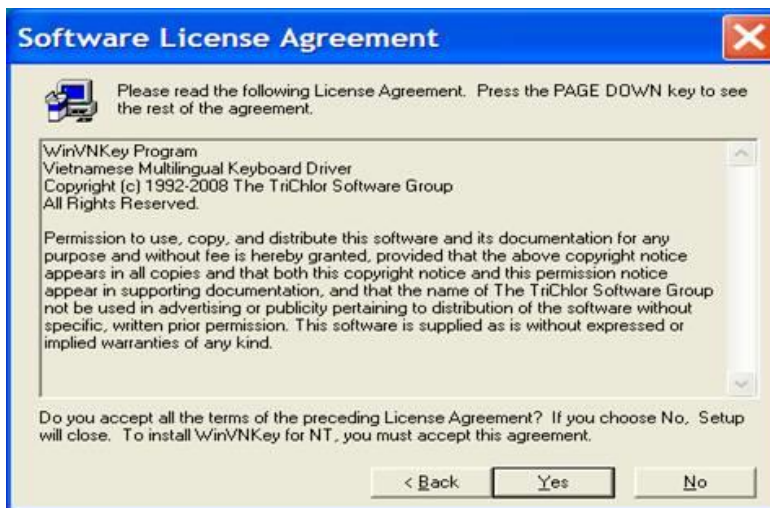 Software License Agreement
Please read the following License Agreement. Press the PAGE DOWN key to see
the rest of the agreement.
WinVNKey Program
Vietnamese Multilingual Keyboard Driver
Copyright (c) 1992-2008 The TriChlor Software Group
All Rights Reserved.
Permission to use, copy, and distribute this software and its documentation for any
purpose and without fee is hereby granted, provided that the above copyright notice
appears in all copies and that both this copyright notice and this permission notice
appear in supporting documentation, and that the name of The TriChlor Software Group
not be used in advertising or publicity pertaining to distribution of the software without
specific, written prior permission. This software is supplied as is without expressed or
implied warranties of any kind.
Do you accept all the terms of the preceding License Agreement? If you choose No, Setup
will close. To install WinVNKey for NT, you must accept this agreement.
< Back Yes No